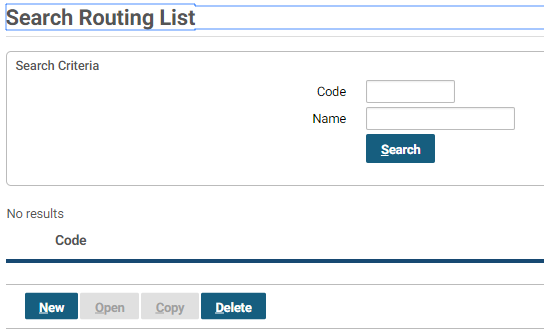 Search Routing List
Search Criteria
Code
Name
Search
No results
Code
New Open Copy Delete